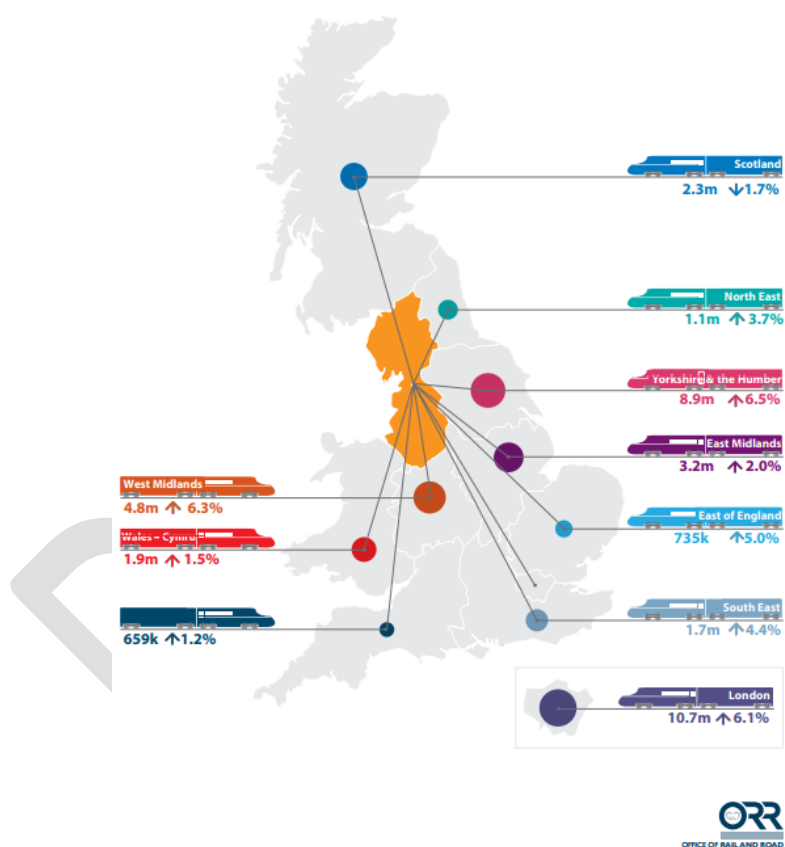 Scotland
2.3m 1.7%
North East
1.1m 3.7%
Yorkshire & the Humber
8.9m 6.5%
East Midlands
3.2m 2.0%
West Midlands
4.8m 6.3%
East of England
735k 5.0%
Wales – Cymru
1.9m 1.5%
South East
1.7m 4.4%
659k 1.2%
London
10.7m 6.1%
ORR
OFFICE OF RAIL AND ROAD